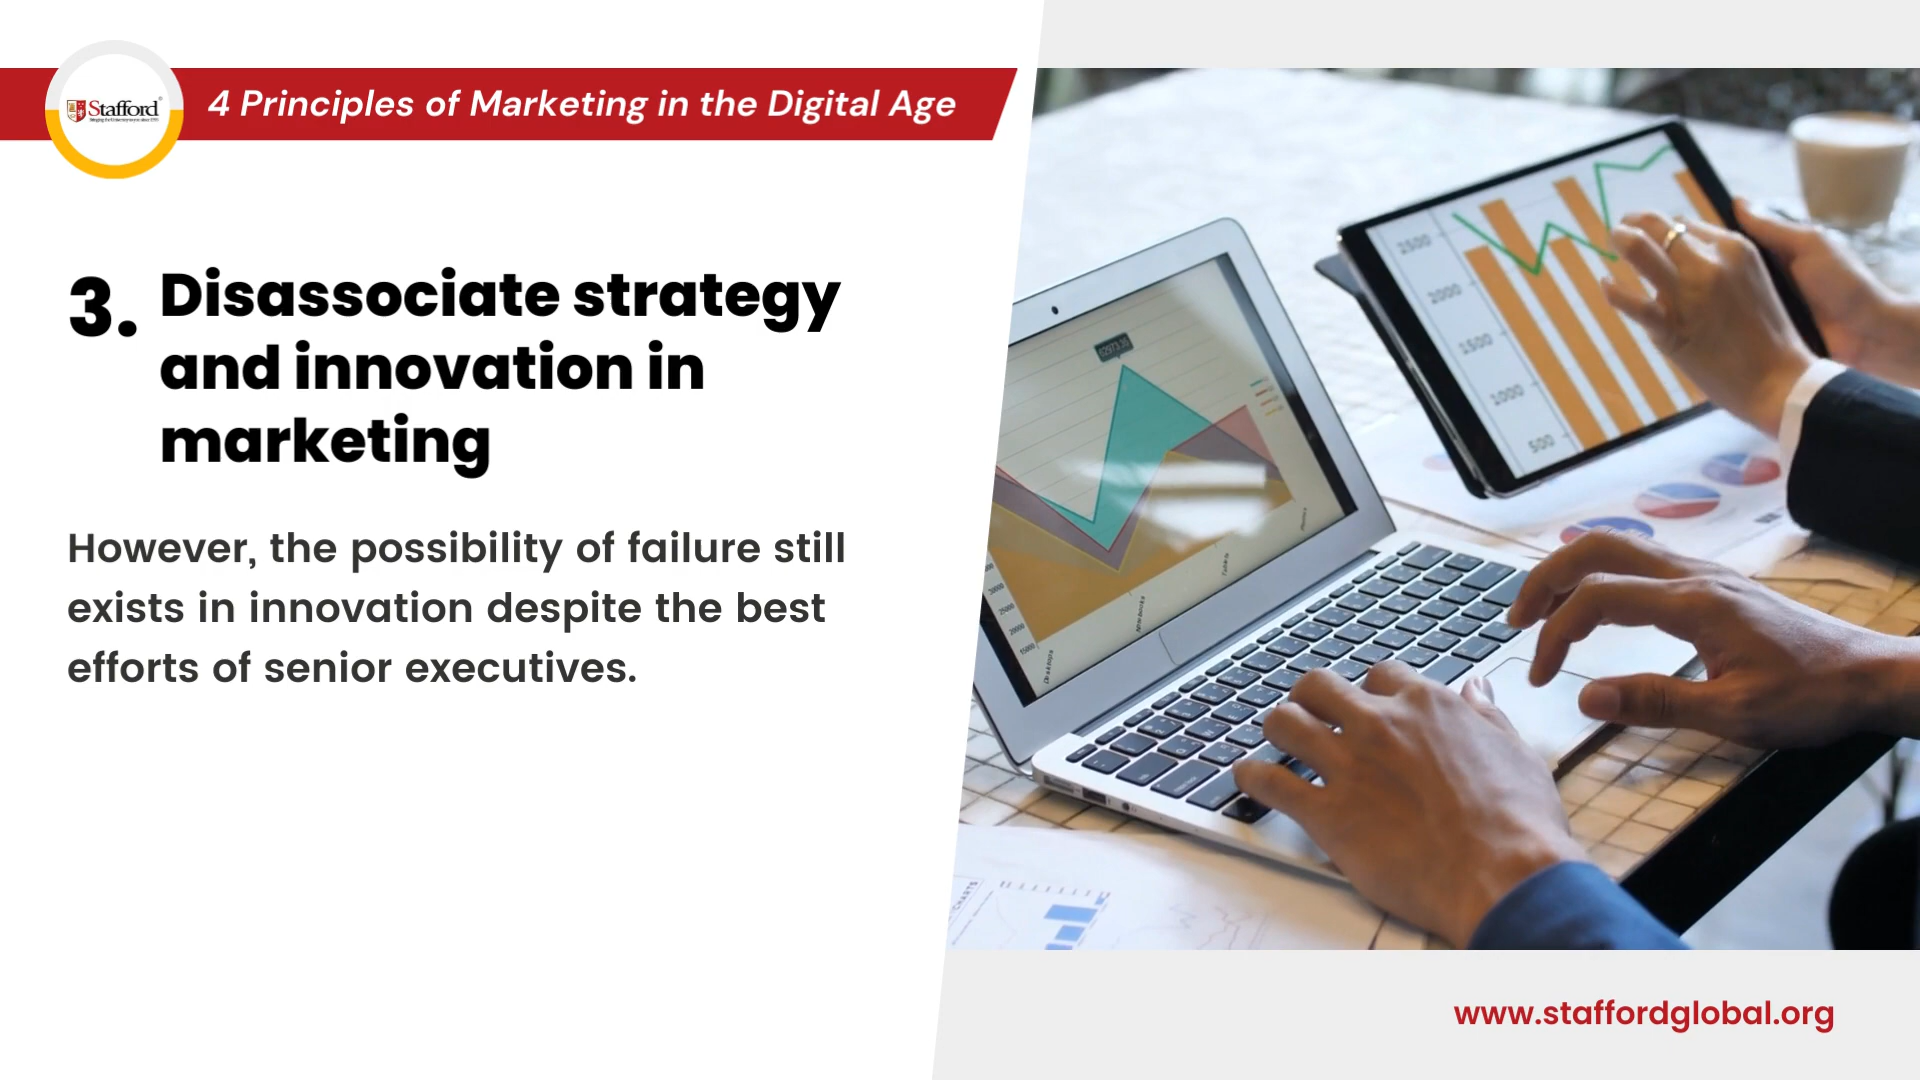 Stafford
4 Principles of Marketing in the Digital Age
3. Disassociate strategy
and innovation in
marketing
However, the possibility of failure still
exists in innovation despite the best
efforts of senior executives.
2500
2000
1500
1000
500
www.staffordglobal.org